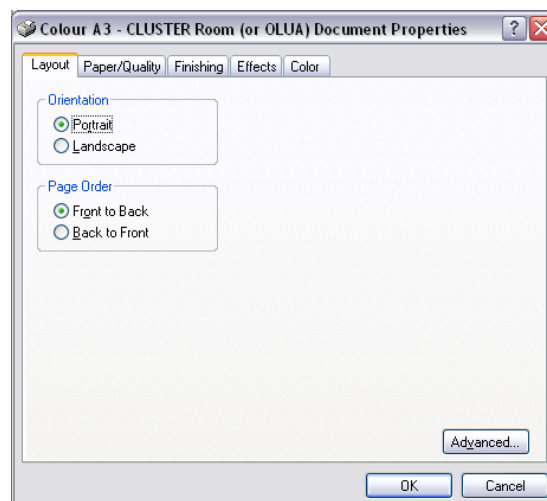 Colour A3 - CLUSTER Room (or OLUA) Document Properties ?
Layout Paper/Quality Finishing Effects Color
Orientation
Portrait
Landscape
Page Order
Front to Back
Back to Front
Advanced...
OK Cancel